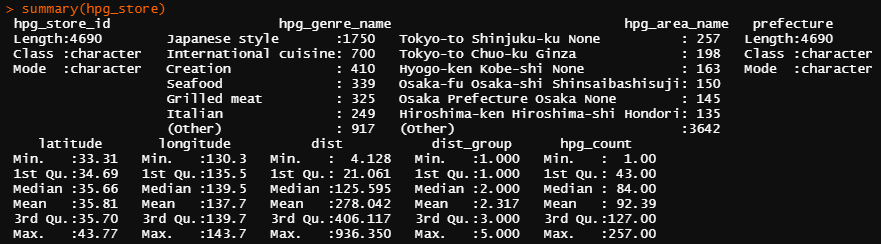 > summary(hpg_store)
hpg_store_id hpg_genre_name hpg_area_name prefecture
Length:4690 Japanese style :1750 Tokyo-to Shinjuku-ku None : 257 Length:4690
Class :character International cuisine: 700 Tokyo-to Chuo-ku Ginza : 198 Class :character
Mode :character Creation : 410 Hyogo-ken Kobe-shi None : 163 Mode :character
Seafood : 339 Osaka-fu Osaka-shi Shinsaibashisuji: 150
Grilled meat : 325 Osaka Prefecture Osaka None : 145
Italian : 249 Hiroshima-ken Hiroshima-shi Hondori: 135
(Other) : 917 (Other) :3642
latitude longitude dist dist_group hpg_count
Min. :33.31 Min. :130.3 Min. : 4.128 Min. :1.000 Min. : 1.00
1st Qu.:34.69 1st Qu.:135.5 1st Qu.: 21.061 1st Qu.:1.000 1st Qu.: 43.00
Median :35.66 Median :139.5 Median :125.595 Median :2.000 Median : 84.00
Mean :35.81 Mean :137.7 Mean :278.042 Mean :2.317 Mean : 92.39
3rd Qu.:35.70 3rd Qu.:139.7 3rd Qu.:406.117 3rd Qu.:3.000 3rd Qu.:127.00
Max. :43.77 Max. :143.7 Max. :936.350 Max. :5.000 Max. :257.00